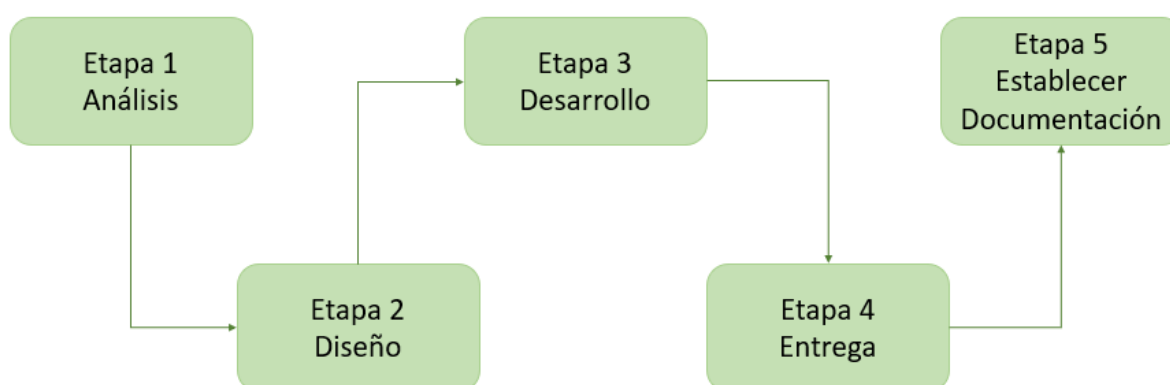 Etapa 1
Análisis
Etapa 2
Diseño
Etapa 3
Desarrollo
Etapa 4
Entrega
Etapa 5
Establecer
Documentación